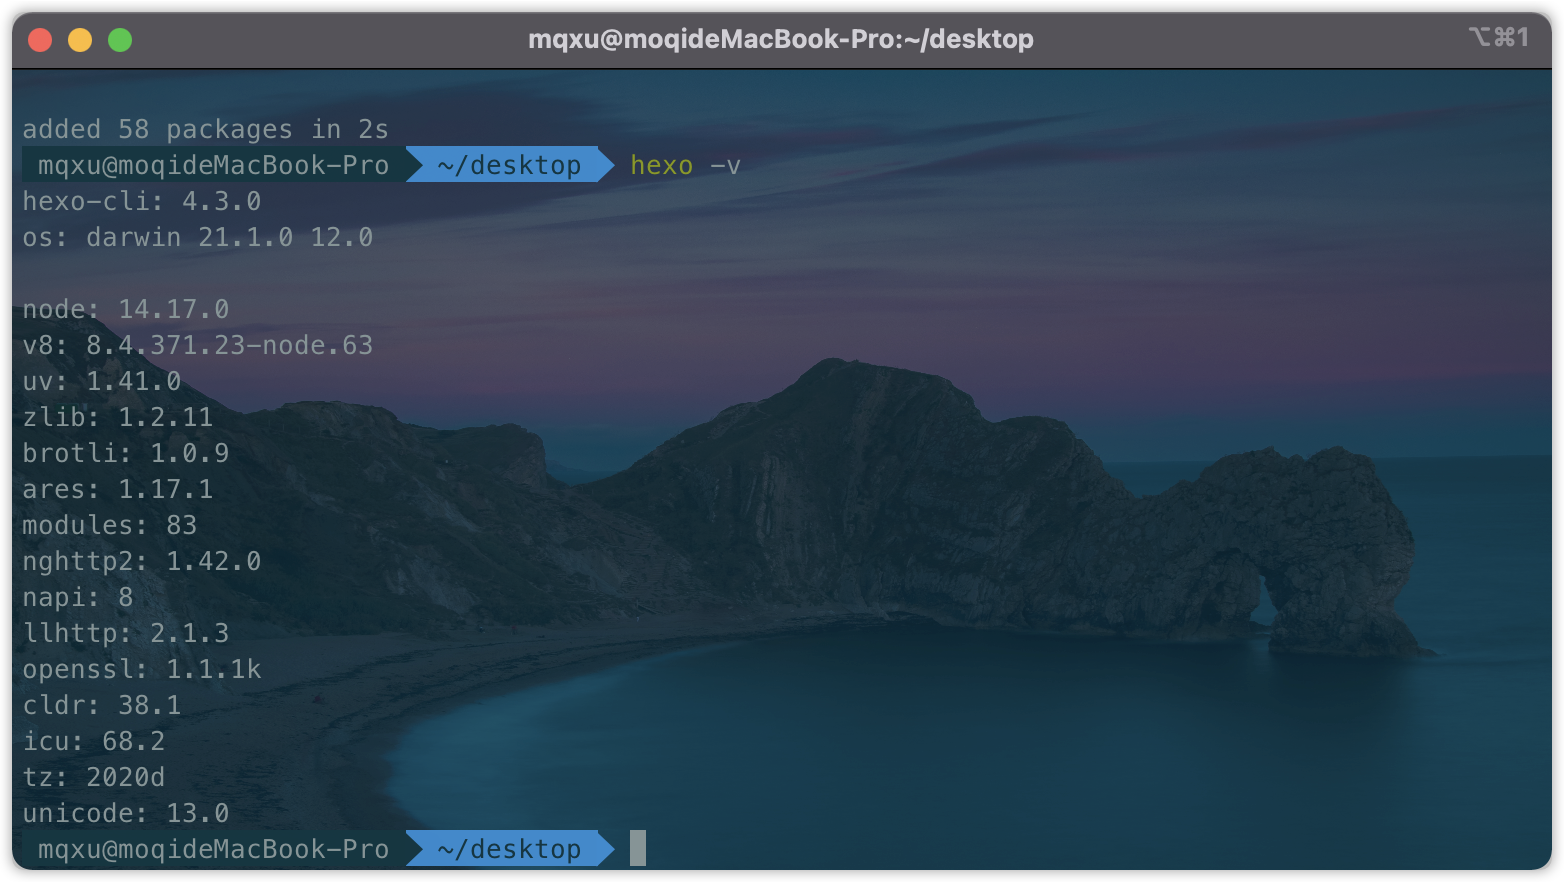 mqxu@moqideMacBook-Pro:~/desktop
⌥⌘1
added 58 packages in 2s
mqxu@moqideMacBook-Pro ~/desktop hexo -v
hexo-cli: 4.3.0
os: darwin 21.1.0 12.0
node: 14.17.0
v8: 8.4.371.23-node.63
uv: 1.41.0
zlib: 1.2.11
brotli: 1.0.9
ares: 1.17.1
modules: 83
nghttp2: 1.42.0
napi: 8
llhttp: 2.1.3
openssl: 1.1.1k
cldr: 38.1
icu: 68.2
tz: 2020d
unicode: 13.0
mqxu@moqideMacBook-Pro ~/desktop